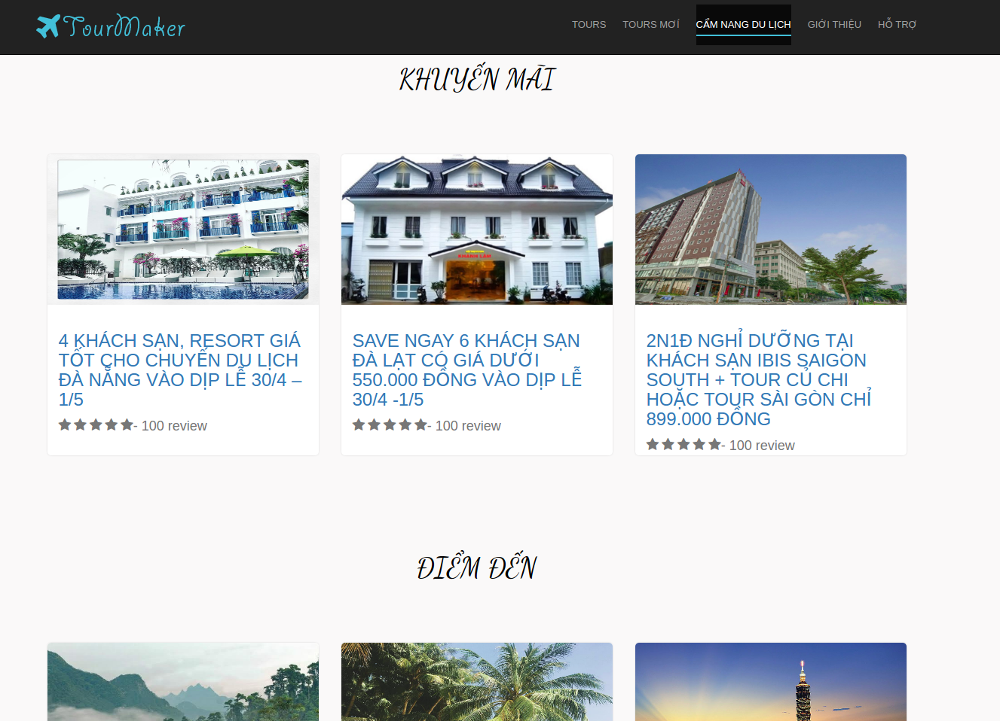 TourMaker
TOURS
TOURS MƠÍ
CẨM NANG DU LỊCH
GIỚI THIỆU
HỖ TRỢ
KHUYẾN MÃI
KHANH LAM
4 KHÁCH SẠN, RESORT GIÁ
TỐT CHO CHUYẾN DU LỊCH
ĐÀ NẴNG VÀO DỊP LỄ 30/4 –
1/5
- 100 review
SAVE NGAY 6 KHÁCH SẠN
ĐÀ LẠT CÓ GIÁ DƯỚI
550.000 ĐỒNG VÀO DỊP LỄ
30/4 -1/5
- 100 review
2N1Đ NGHỈ DƯỠNG TẠI
KHÁCH SẠN IBIS SAIGON
SOUTH + TOUR CỦ CHI
HOẶC TOUR SÀI GÒN CHỈ
899.000 ĐỒNG
- 100 review
ĐIỂM ĐẾN